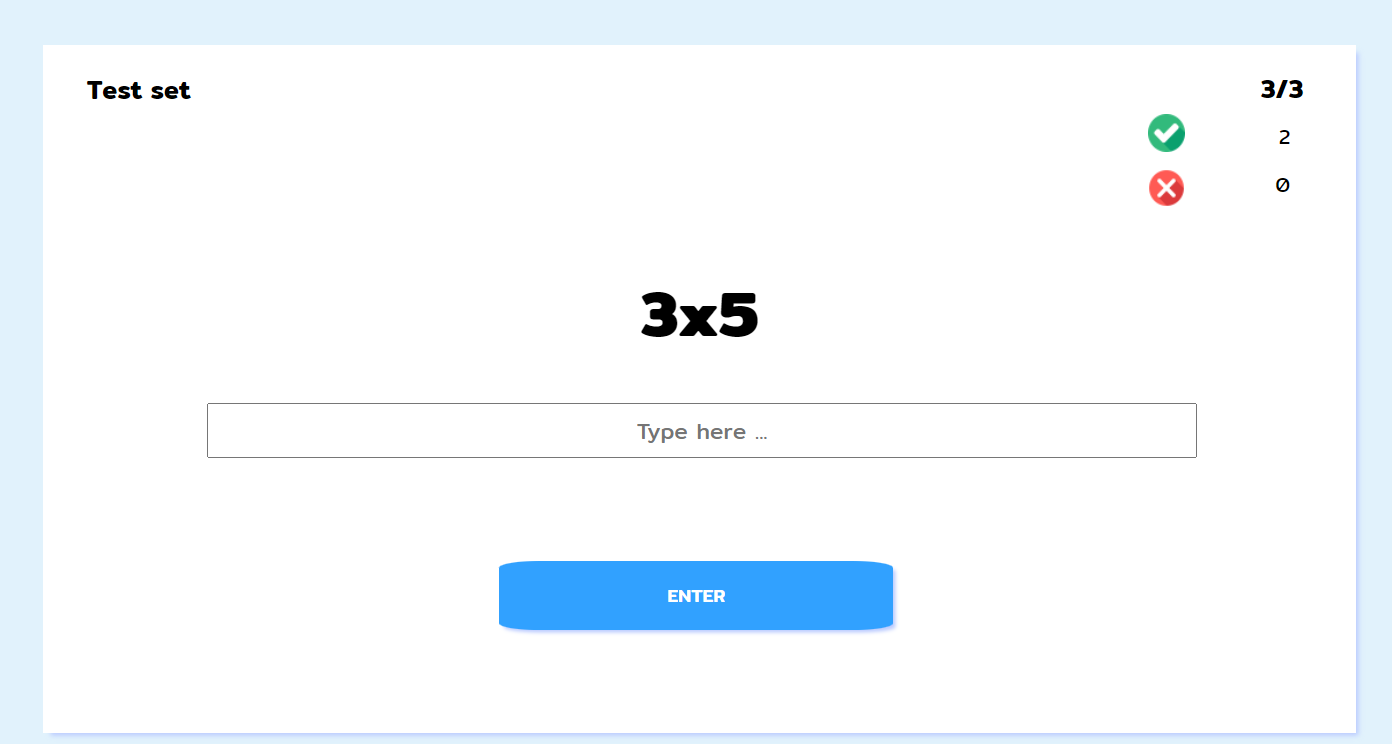 Test set
3/3
2
0
3x5
Type here ...
ENTER